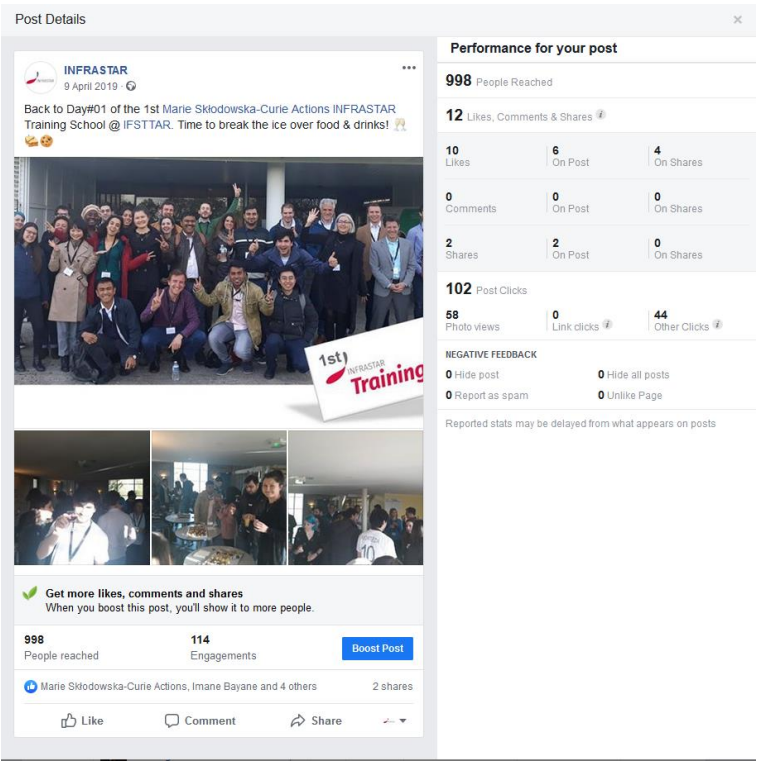 Post Details
×
INFRASTAR
9 April 2019 ·
Back to Day#01 of the 1st Marie Skłodowska-Curie Actions INFRASTAR
Training School @ IFSTTAR. Time to break the ice over food & drinks! 🥂
💪🍪
1st)
INFRASTAR
Training
10
Get more likes, comments and shares
When you boost this post, you'll show it to more people.
998
People reached
114
Engagements
Boost Post
Marie Skłodowska-Curie Actions, Imane Bayane and 4 others
2 shares
Like
Comment
Share
Performance for your post
998 People Reached
12 Likes, Comments & Shares
10
Likes
6
On Post
4
On Shares
0
Comments
0
On Post
0
On Shares
2
Shares
2
On Post
0
On Shares
102 Post Clicks
58
Photo views
0
Link clicks
44
Other Clicks
NEGATIVE FEEDBACK
0 Hide post
0 Hide all posts
0 Report as spam
0 Unlike Page
Reported stats may be delayed from what appears on posts